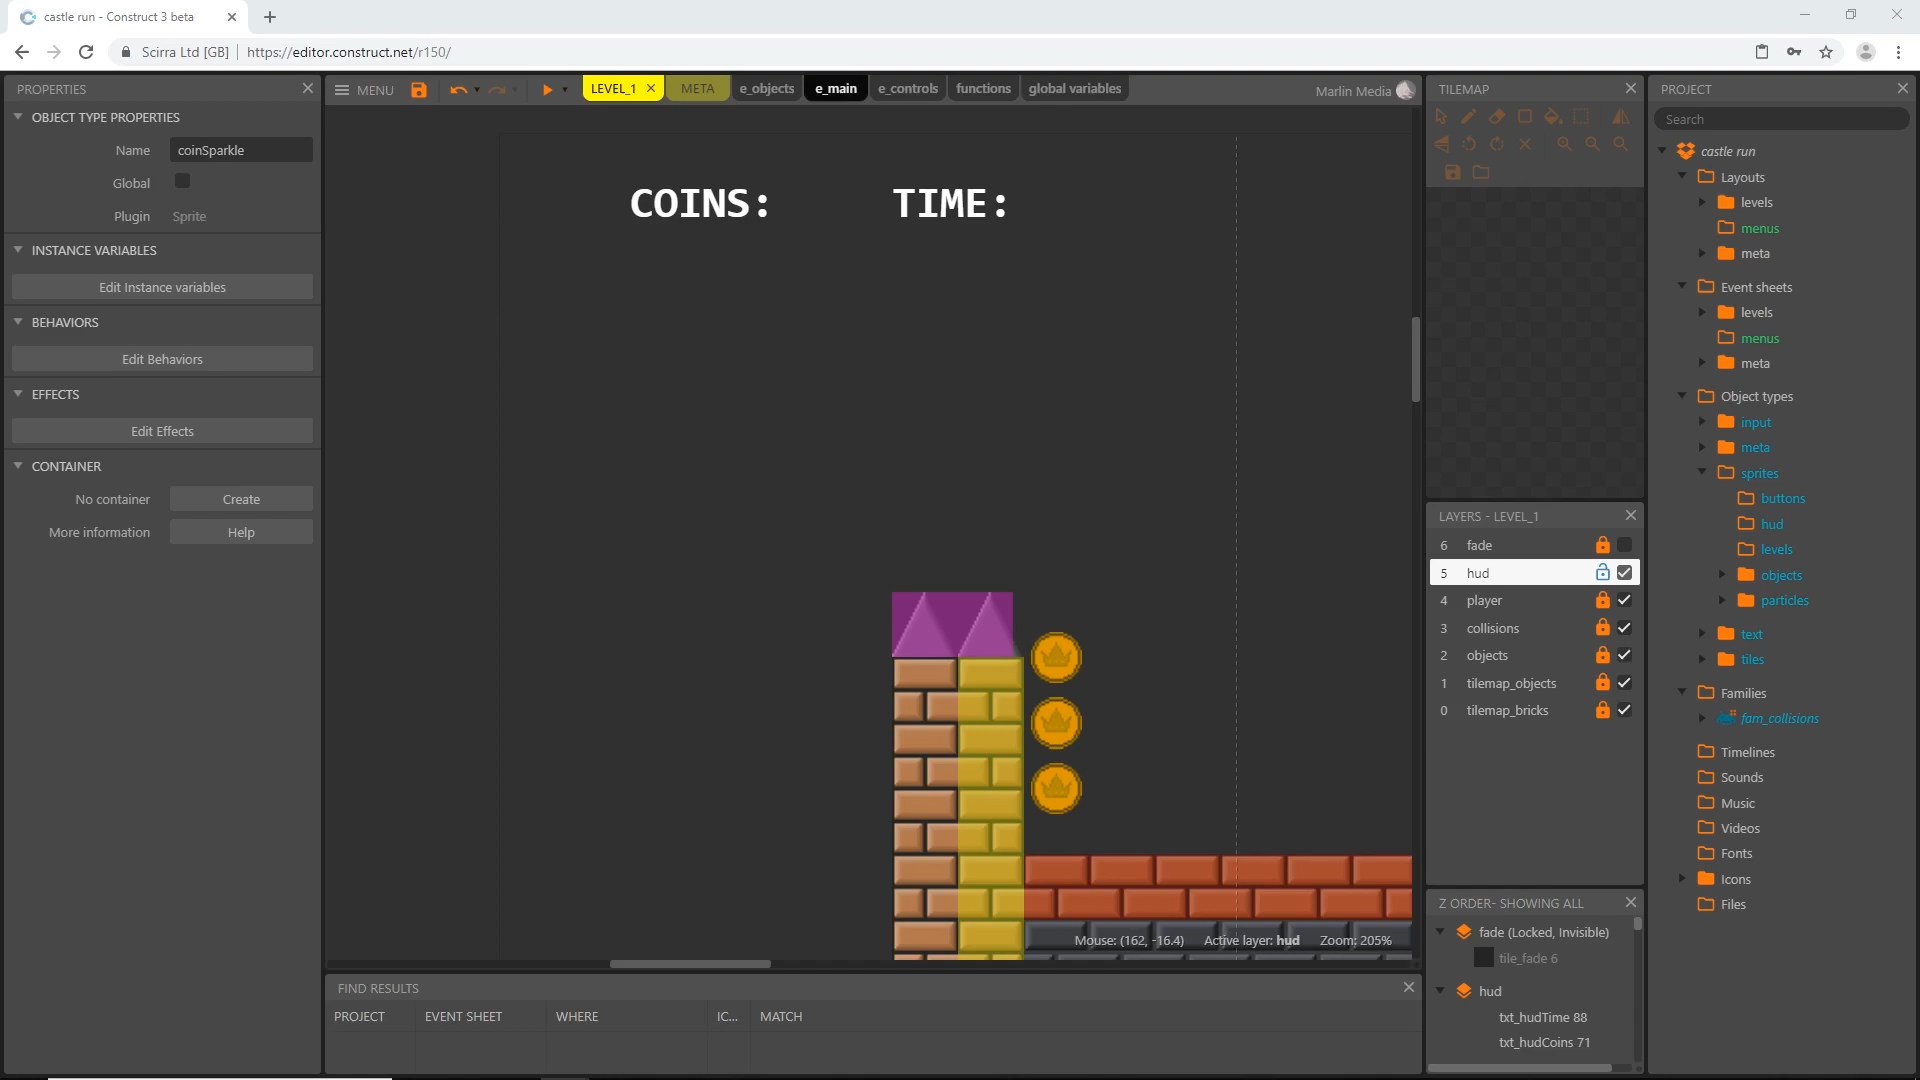 castle run - Construct 3 beta
Scirra Ltd [GB] | https://editor.construct.net/r150/
PROPERTIES
OBJECT TYPE PROPERTIES
Name coinSparkle
Global
Plugin Sprite
INSTANCE VARIABLES
Edit Instance variables
BEHAVIORS
Edit Behaviors
EFFECTS
Edit Effects
CONTAINER
No container Create
More information Help
MENU
LEVEL_1 META e_objects e_main e_controls functions global variables
Marlin Media
COINS: TIME:
Mouse: (162, -16.4) Active layer: hud Zoom: 205%
FIND RESULTS
PROJECT EVENT SHEET WHERE IC... MATCH
TILEMAP
LAYERS - LEVEL_1
6 fade
5 hud
4 player
3 collisions
2 objects
1 tilemap_objects
0 tilemap_bricks
Z ORDER- SHOWING ALL
fade (Locked, Invisible)
tile_fade 6
hud
txt_hudTime 88
txt_hudCoins 71
PROJECT
Search
castle run
Layouts
levels
menus
meta
Event sheets
levels
menus
meta
Object types
input
meta
sprites
buttons
hud
levels
objects
particles
text
tiles
Families
fam_collisions
Timelines
Sounds
Music
Videos
Fonts
Icons
Files